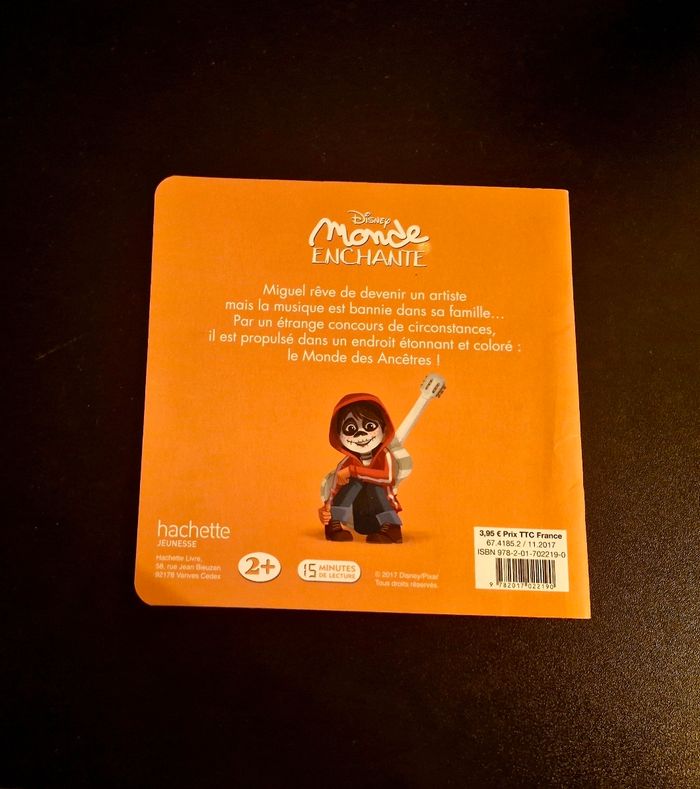 Disney
Monde
ENCHANTÉ
Miguel rêve de devenir un artiste
mais la musique est bannie dans sa famille...
Par un étrange concours de circonstances,
il est propulsé dans un endroit étonnant et coloré :
le Monde des Ancêtres !
hachette
JEUNESSE
Hachette Livre,
58, rue Jean Bleuzen
92178 Vanves Cedex
2+
15 MINUTES
DE LECTURE
© 2017 Disney/Pixar
Tous droits réservés.
3,95 € Prix TTC France
67.4185.2 / 11.2017
ISBN 978-2-01-702219-0
9 782017 022190